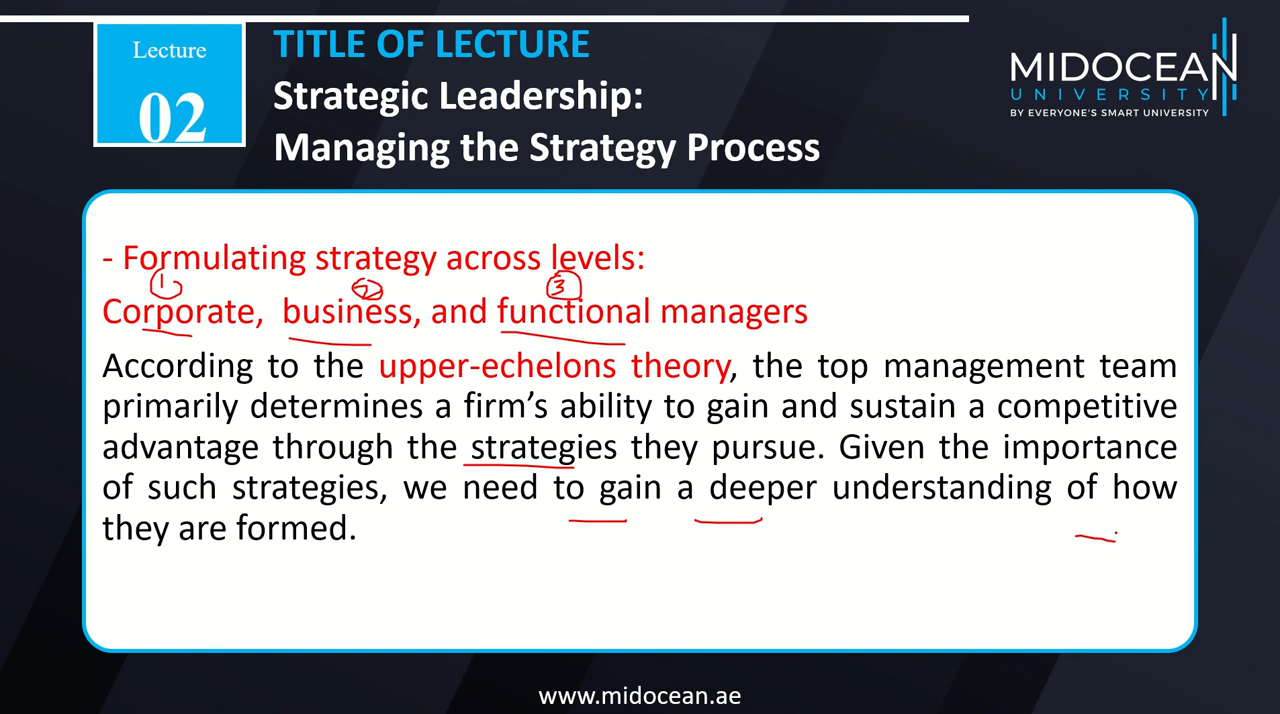 Lecture
02
TITLE OF LECTURE
Strategic Leadership:
Managing the Strategy Process
MIDOCEAN
UNIVERSITY
BY EVERYONE'S SMART UNIVERSITY
- Formulating strategy across levels:
1 2 3
Corporate, business, and functional managers
According to the upper-echelons theory, the top management team
primarily determines a firm's ability to gain and sustain a competitive
advantage through the strategies they pursue. Given the importance
of such strategies, we need to gain a deeper understanding of how
they are formed.
www.midocean.ae